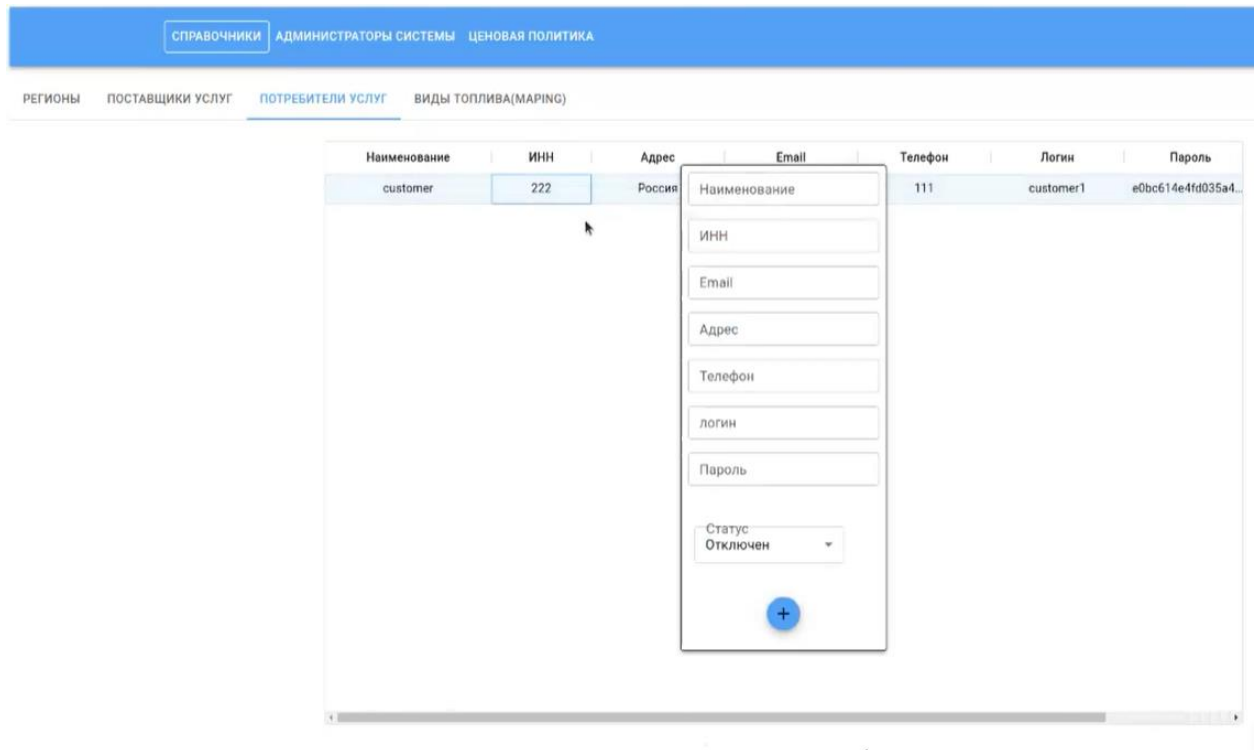 СПРАВОЧНИКИ АДМИНИСТРАТОРЫ СИСТЕМЫ ЦЕНОВАЯ ПОЛИТИКА
РЕГИОНЫ ПОСТАВЩИКИ УСЛУГ ПОТРЕБИТЕЛИ УСЛУГ ВИДЫ ТОПЛИВА(MAPING)
Наименование ИНН Адрес Email Телефон Логин Пароль
customer 222 Россия 111 customer1 e0bc614e4fd035a4...
Наименование
ИНН
Email
Адрес
Телефон
логин
Пароль
Статус
Отключен
+